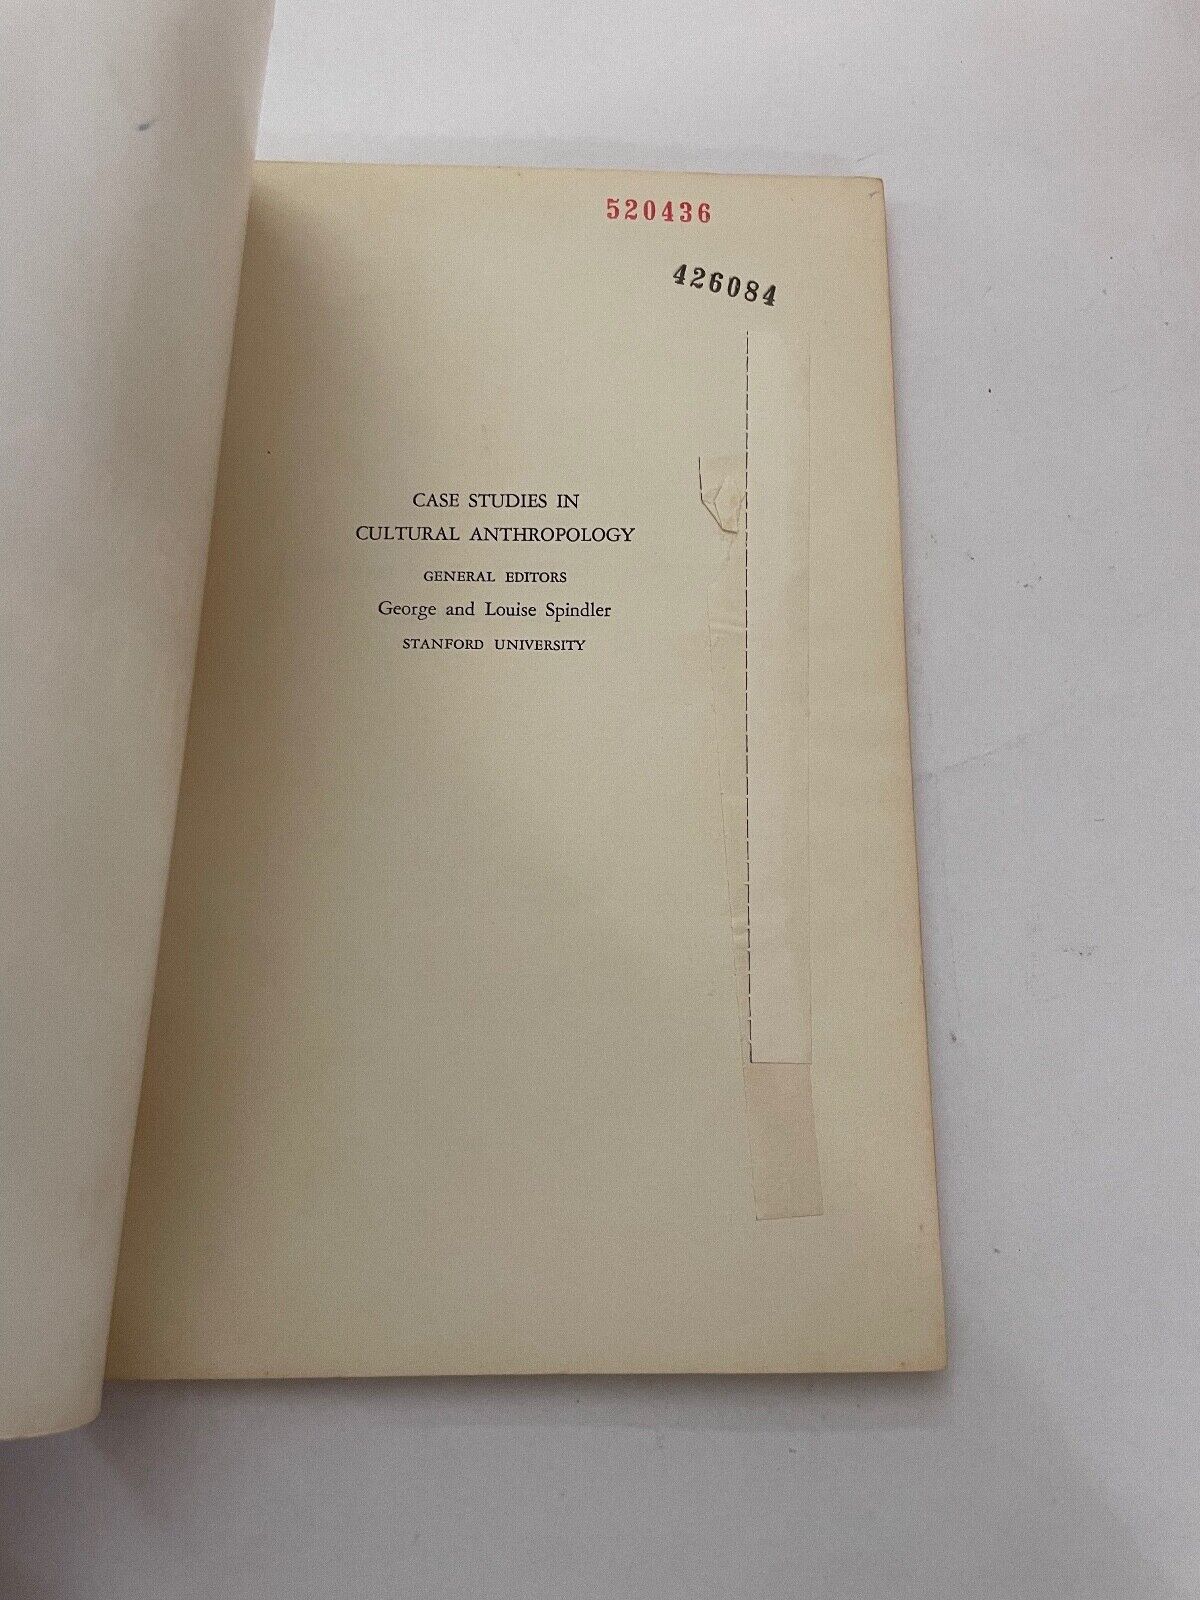 520436
426084
CASE STUDIES IN
CULTURAL ANTHROPOLOGY
GENERAL EDITORS
George and Louise Spindler
STANFORD UNIVERSITY